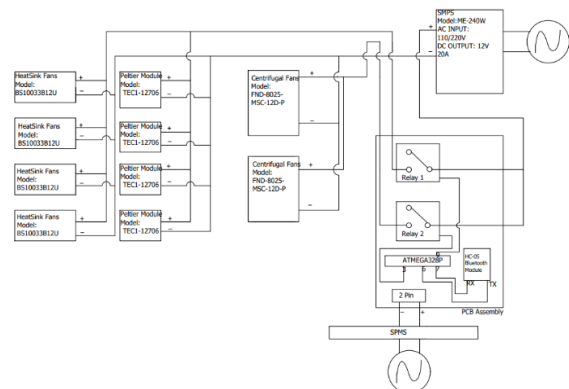 SMPS
Model:ME-240W
AC INPUT:
110/220V
DC OUTPUT: 12V
20A
+
−
HeatSink Fans
Model:
BS10033B12U
+
−
Peltier Module
Model:
TEC1-12706
+
−
Centrifugal Fans
Model:
FND-8025-
MSC-12D-P
+
−
HeatSink Fans
Model:
BS10033B12U
+
−
Peltier Module
Model:
TEC1-12706
+
−
HeatSink Fans
Model:
BS10033B12U
+
−
Peltier Module
Model:
TEC1-12706
+
−
Centrifugal Fans
Model:
FND-8025-
MSC-12D-P
+
−
HeatSink Fans
Model:
BS10033B12U
+
−
Peltier Module
Model:
TEC1-12706
+
−
Relay 1
Relay 2
ATMEGA328P
3
5
6
7
HC-05
Bluetooth
Module
RX
TX
2 Pin
PCB Assembly
−
+
SPMS